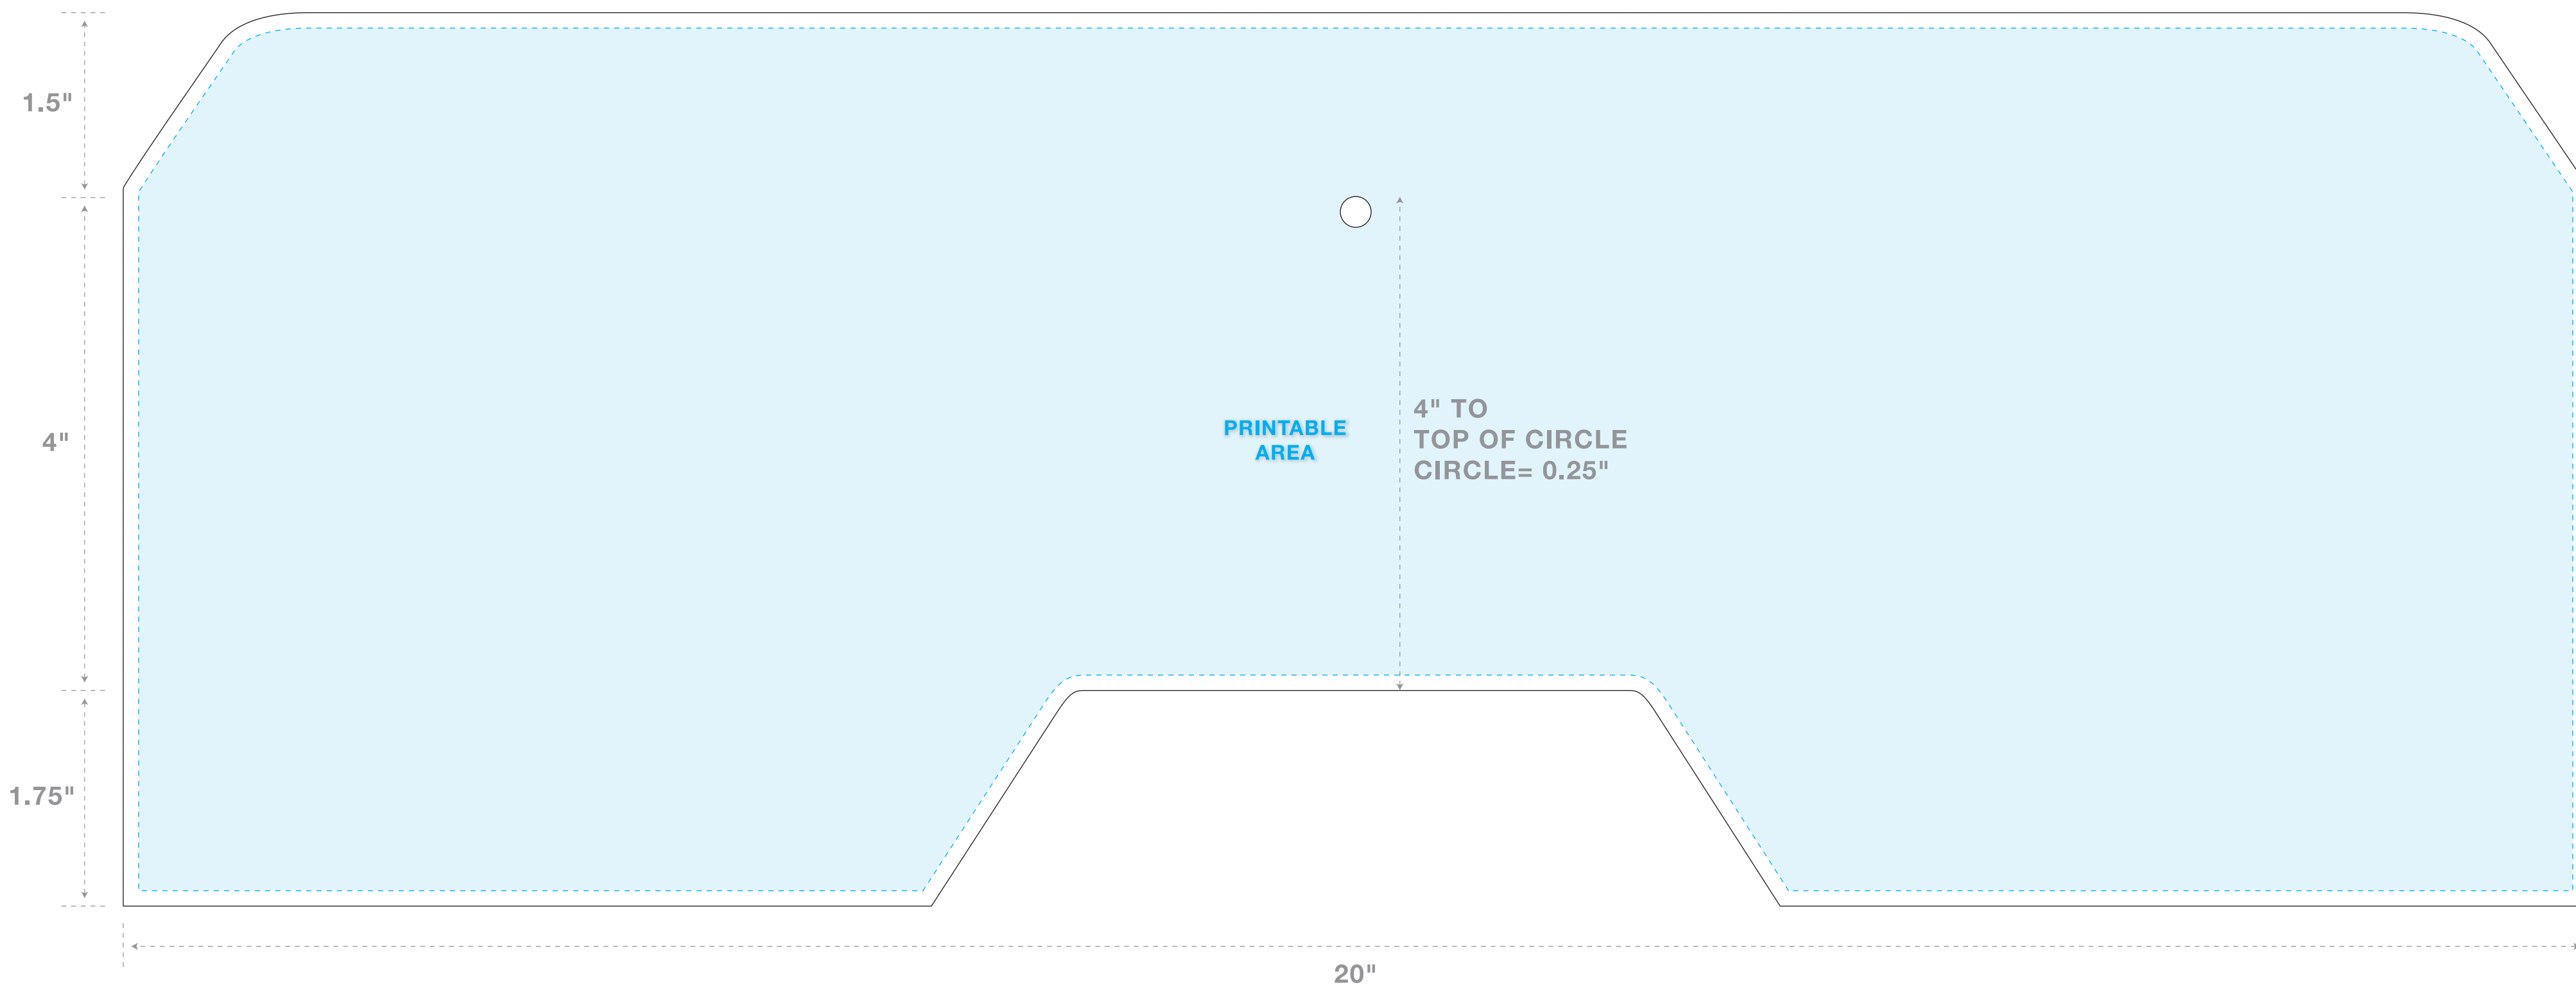 1.5"
4"
1.75"
PRINTABLE
AREA
4" TO
TOP OF CIRCLE
CIRCLE= 0.25"
20"